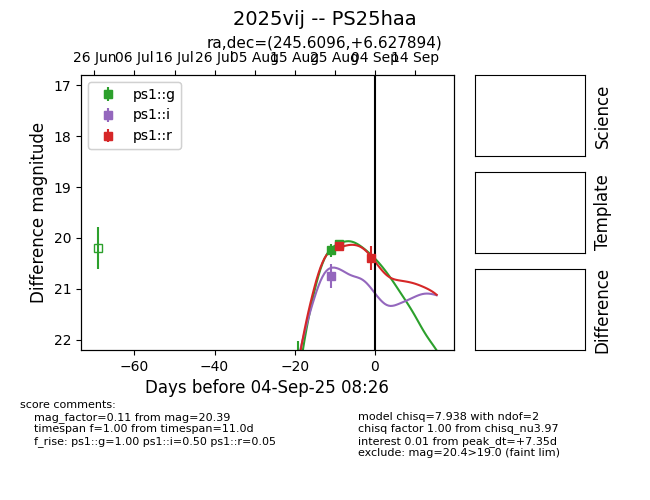 2025vij -- PS25haa
ra,dec=(245.6096,+6.627894)
26 Jun 06 Jul 16 Jul 26 Jul 05 Aug 15 Aug 25 Aug 04 Sep 14 Sep
17
18
19
20
21
22
Difference magnitude
ps1::g
ps1::i
ps1::r
−60 −40 −20 0
Days before 04-Sep-25 08:26
Science
Template
Difference
score comments:
mag_factor=0.11 from mag=20.39
timespan f=1.00 from timespan=11.0d
f_rise: ps1::g=1.00 ps1::i=0.50 ps1::r=0.05
model chisq=7.938 with ndof=2
chisq factor 1.00 from chisq_nu3.97
interest 0.01 from peak_dt=+7.35d
exclude: mag=20.4>19.0 (faint lim)